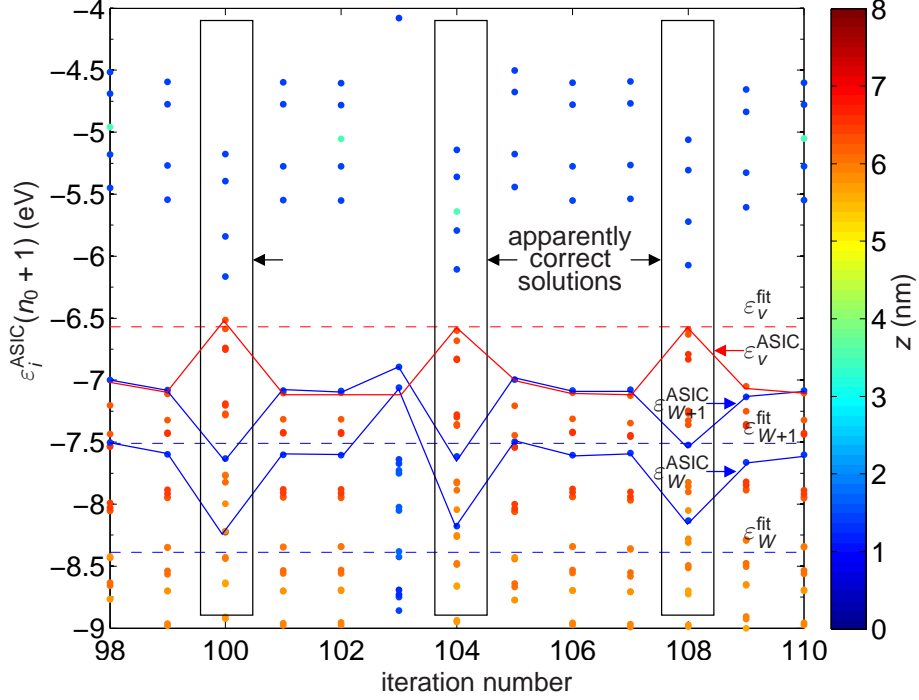 −4
−4.5
−5
−5.5
−6
−6.5
−7
−7.5
−8
−8.5
−9
ε_i^ASIC(n_0 + 1) (eV)
98 100 102 104 106 108 110
iteration number
apparently
correct
solutions
ε_v^fit
ε_v^ASIC
ε_{W+1}^ASIC
ε_{W+1}^fit
ε_W^ASIC
ε_W^fit
8
7
6
5
4
3
2
1
0
z (nm)